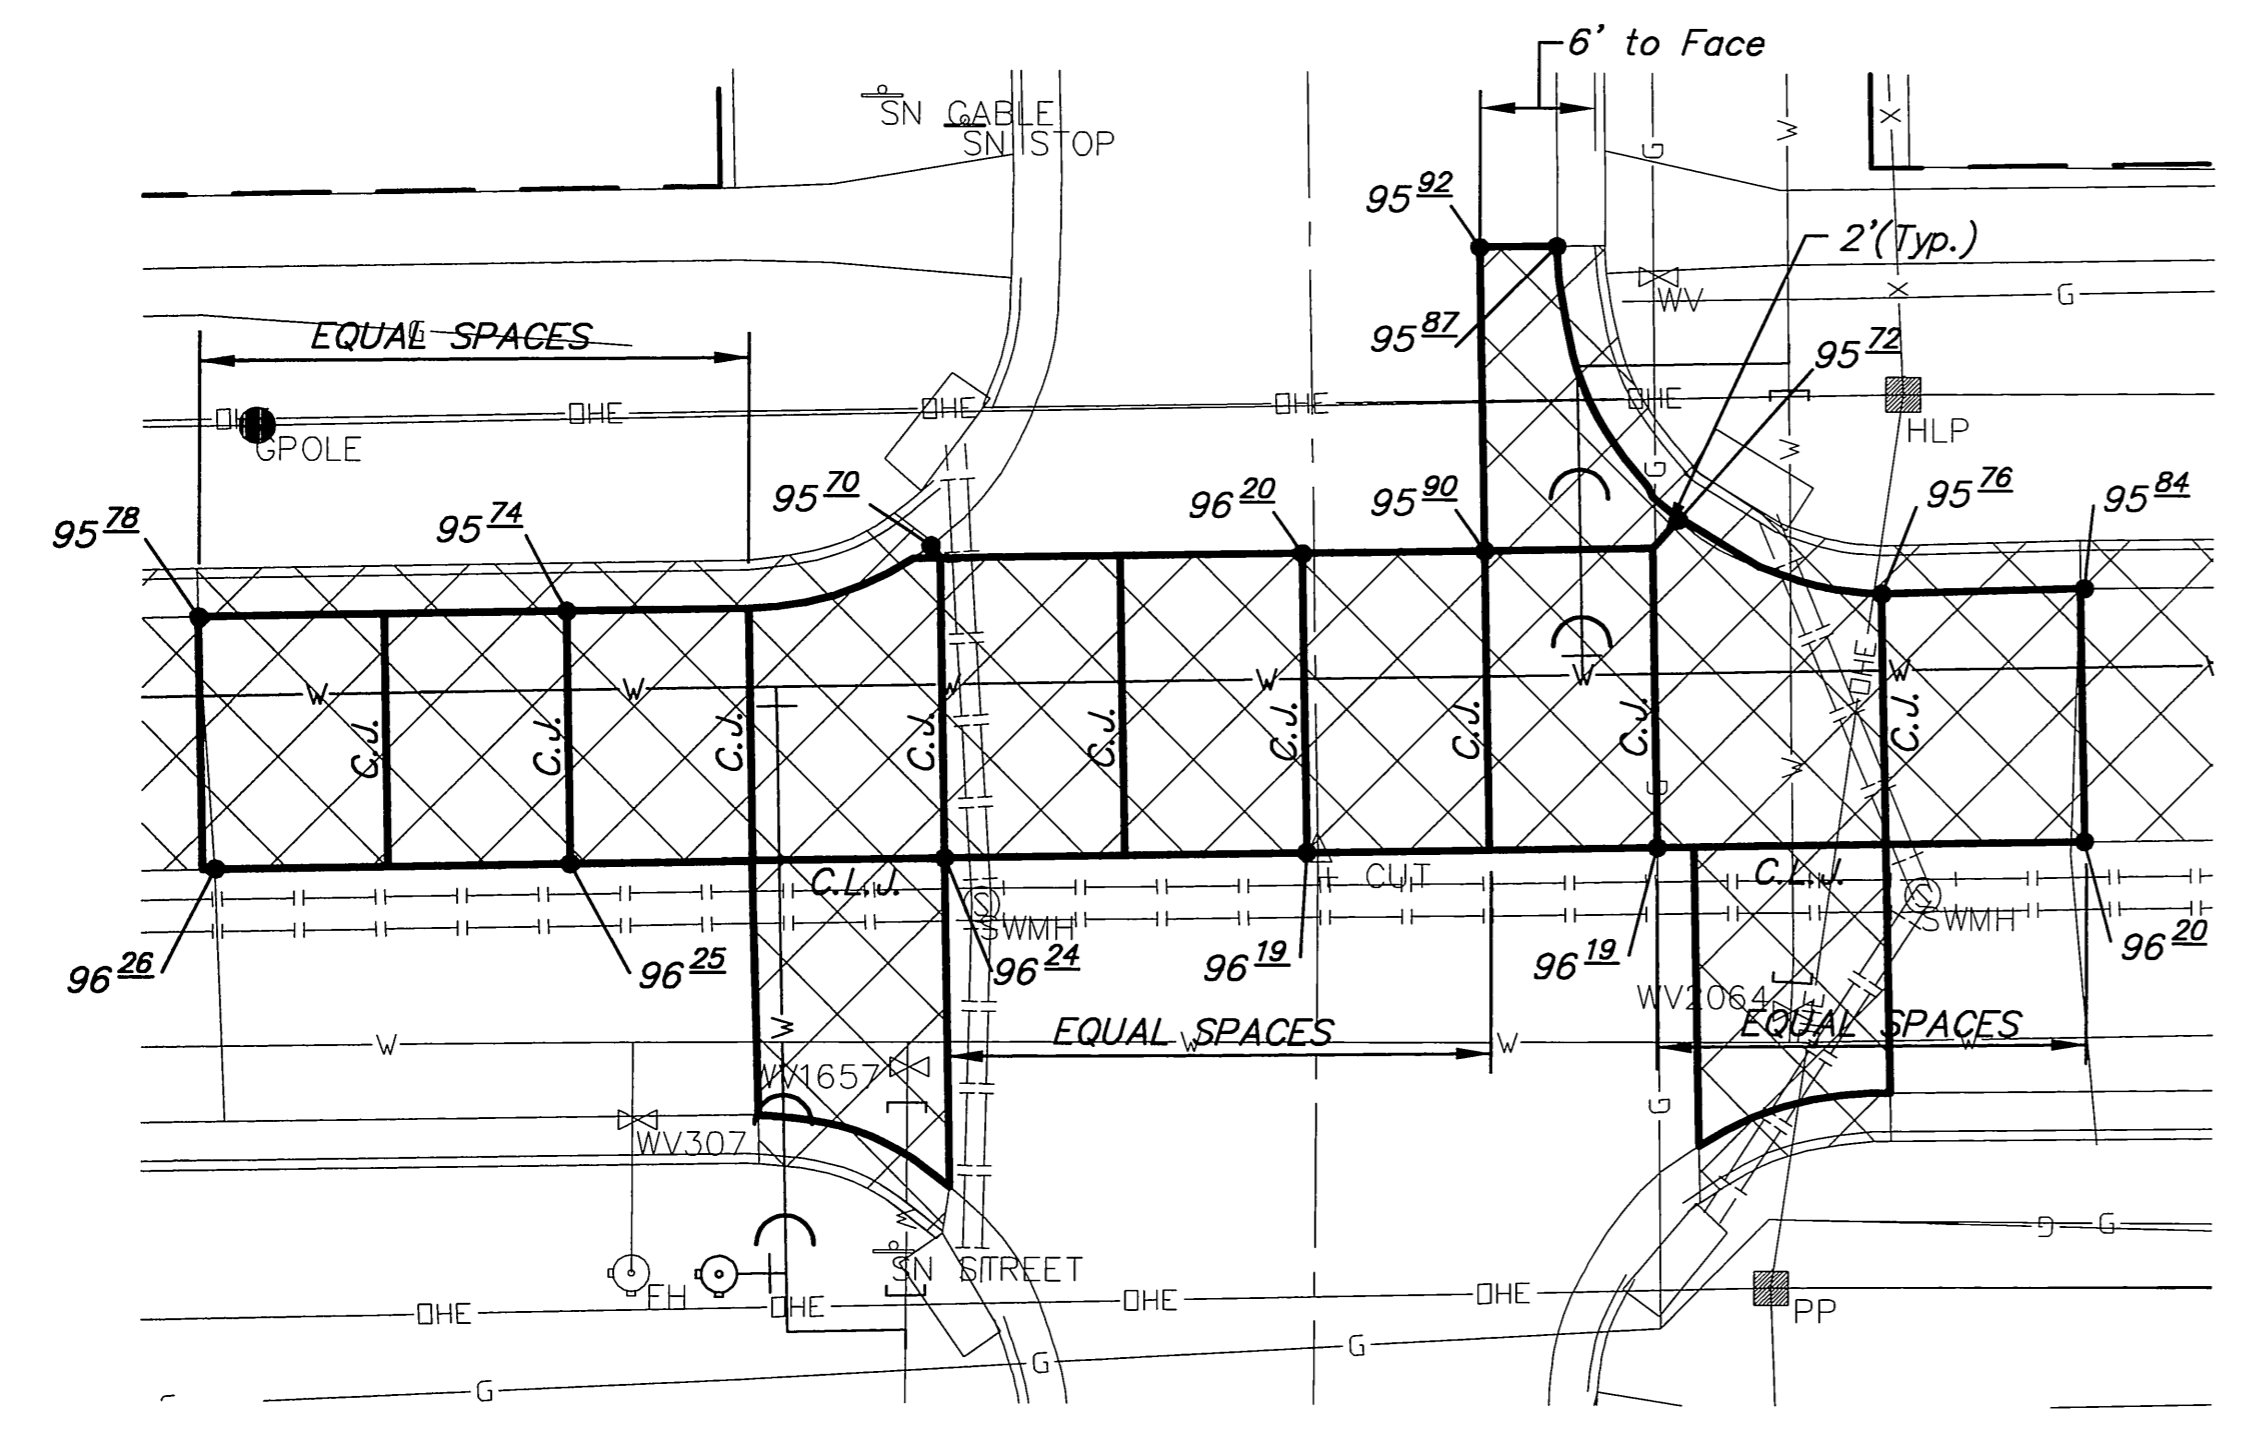 6' to Face
SN CABLE
SN STOP
X
W
G
95 92
2'(Typ.)
X
G
WV
EQUAL SPACES
G
95 87
95 72
OHE
OHE
OHE
OHE
OHE
GPOLE
HLP
W
G
95 78
95 74
95 70
96 20
95 90
95 76
95 84
W
W
W
W
W
W
OHE
C.J.
C.J.
C.J.
C.J.
C.J.
C.J.
C.J.
C.J.
C.J.
W
G
C.L.J.
CUT
C.L.J.
SWMH
SWMH
96 26
96 25
96 24
96 19
96 19
96 20
WV2064
W
W
EQUAL SPACES
W
W
EQUAL SPACES
W
WV1657
G
WV307
W
G
G
SN STREET
FH
OHE
OHE
OHE
OHE
PP
G
G
G